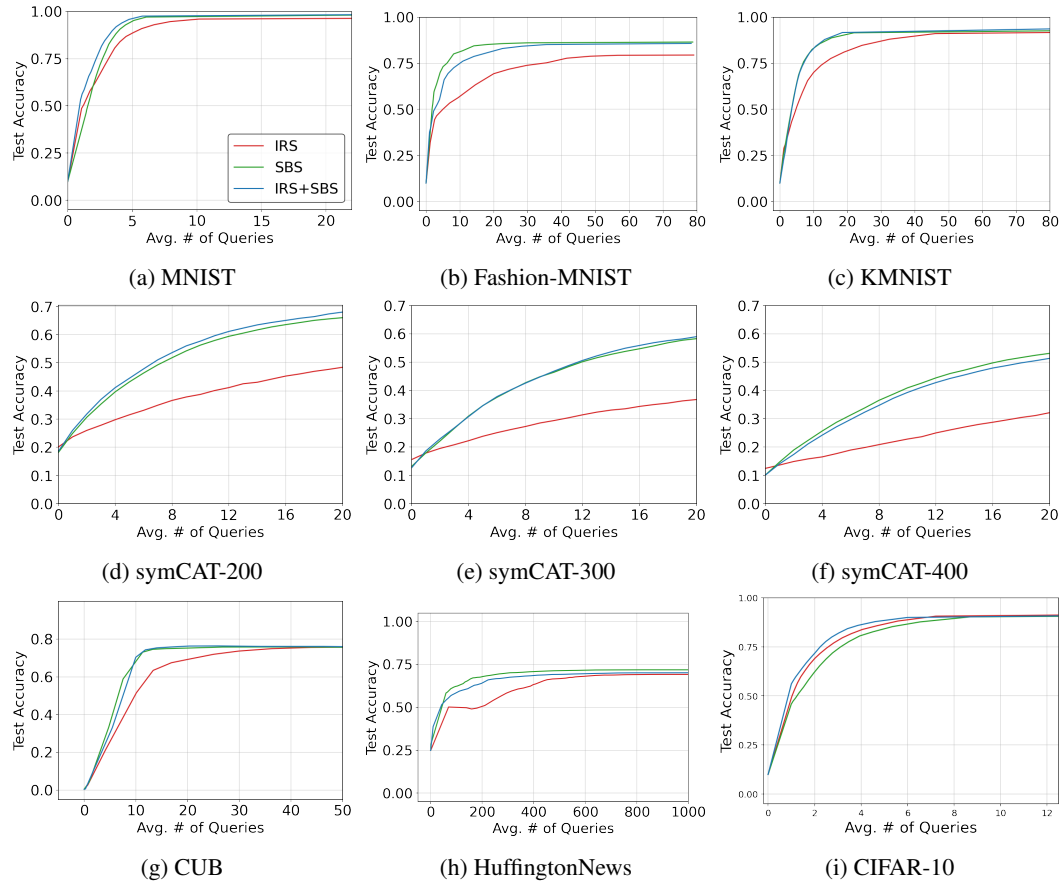 1.00
0.75
0.50
0.25
0.00
Test Accuracy
0 5 10 15 20
Avg. # of Queries
IRS
SBS
IRS+SBS
(a) MNIST
1.00
0.75
0.50
0.25
0.00
Test Accuracy
0 10 20 30 40 50 60 70 80
Avg. # of Queries
(b) Fashion-MNIST
1.00
0.75
0.50
0.25
0.00
Test Accuracy
0 10 20 30 40 50 60 70 80
Avg. # of Queries
(c) KMNIST
0.7
0.6
0.5
0.4
0.3
0.2
0.1
0.0
Test Accuracy
0 4 8 12 16 20
Avg. # of Queries
(d) symCAT-200
0.7
0.6
0.5
0.4
0.3
0.2
0.1
0.0
Test Accuracy
0 4 8 12 16 20
Avg. # of Queries
(e) symCAT-300
0.7
0.6
0.5
0.4
0.3
0.2
0.1
0.0
Test Accuracy
0 4 8 12 16 20
Avg. # of Queries
(f) symCAT-400
0.8
0.6
0.4
0.2
0.0
Test Accuracy
0 10 20 30 40 50
Avg. # of Queries
(g) CUB
1.00
0.75
0.50
0.25
0.00
Test Accuracy
0 200 400 600 800 1000
Avg. # of Queries
(h) HuffingtonNews
1.00
0.75
0.50
0.25
0.00
Test Accuracy
0 2 4 6 8 10 12
Avg. # of Queries
(i) CIFAR-10